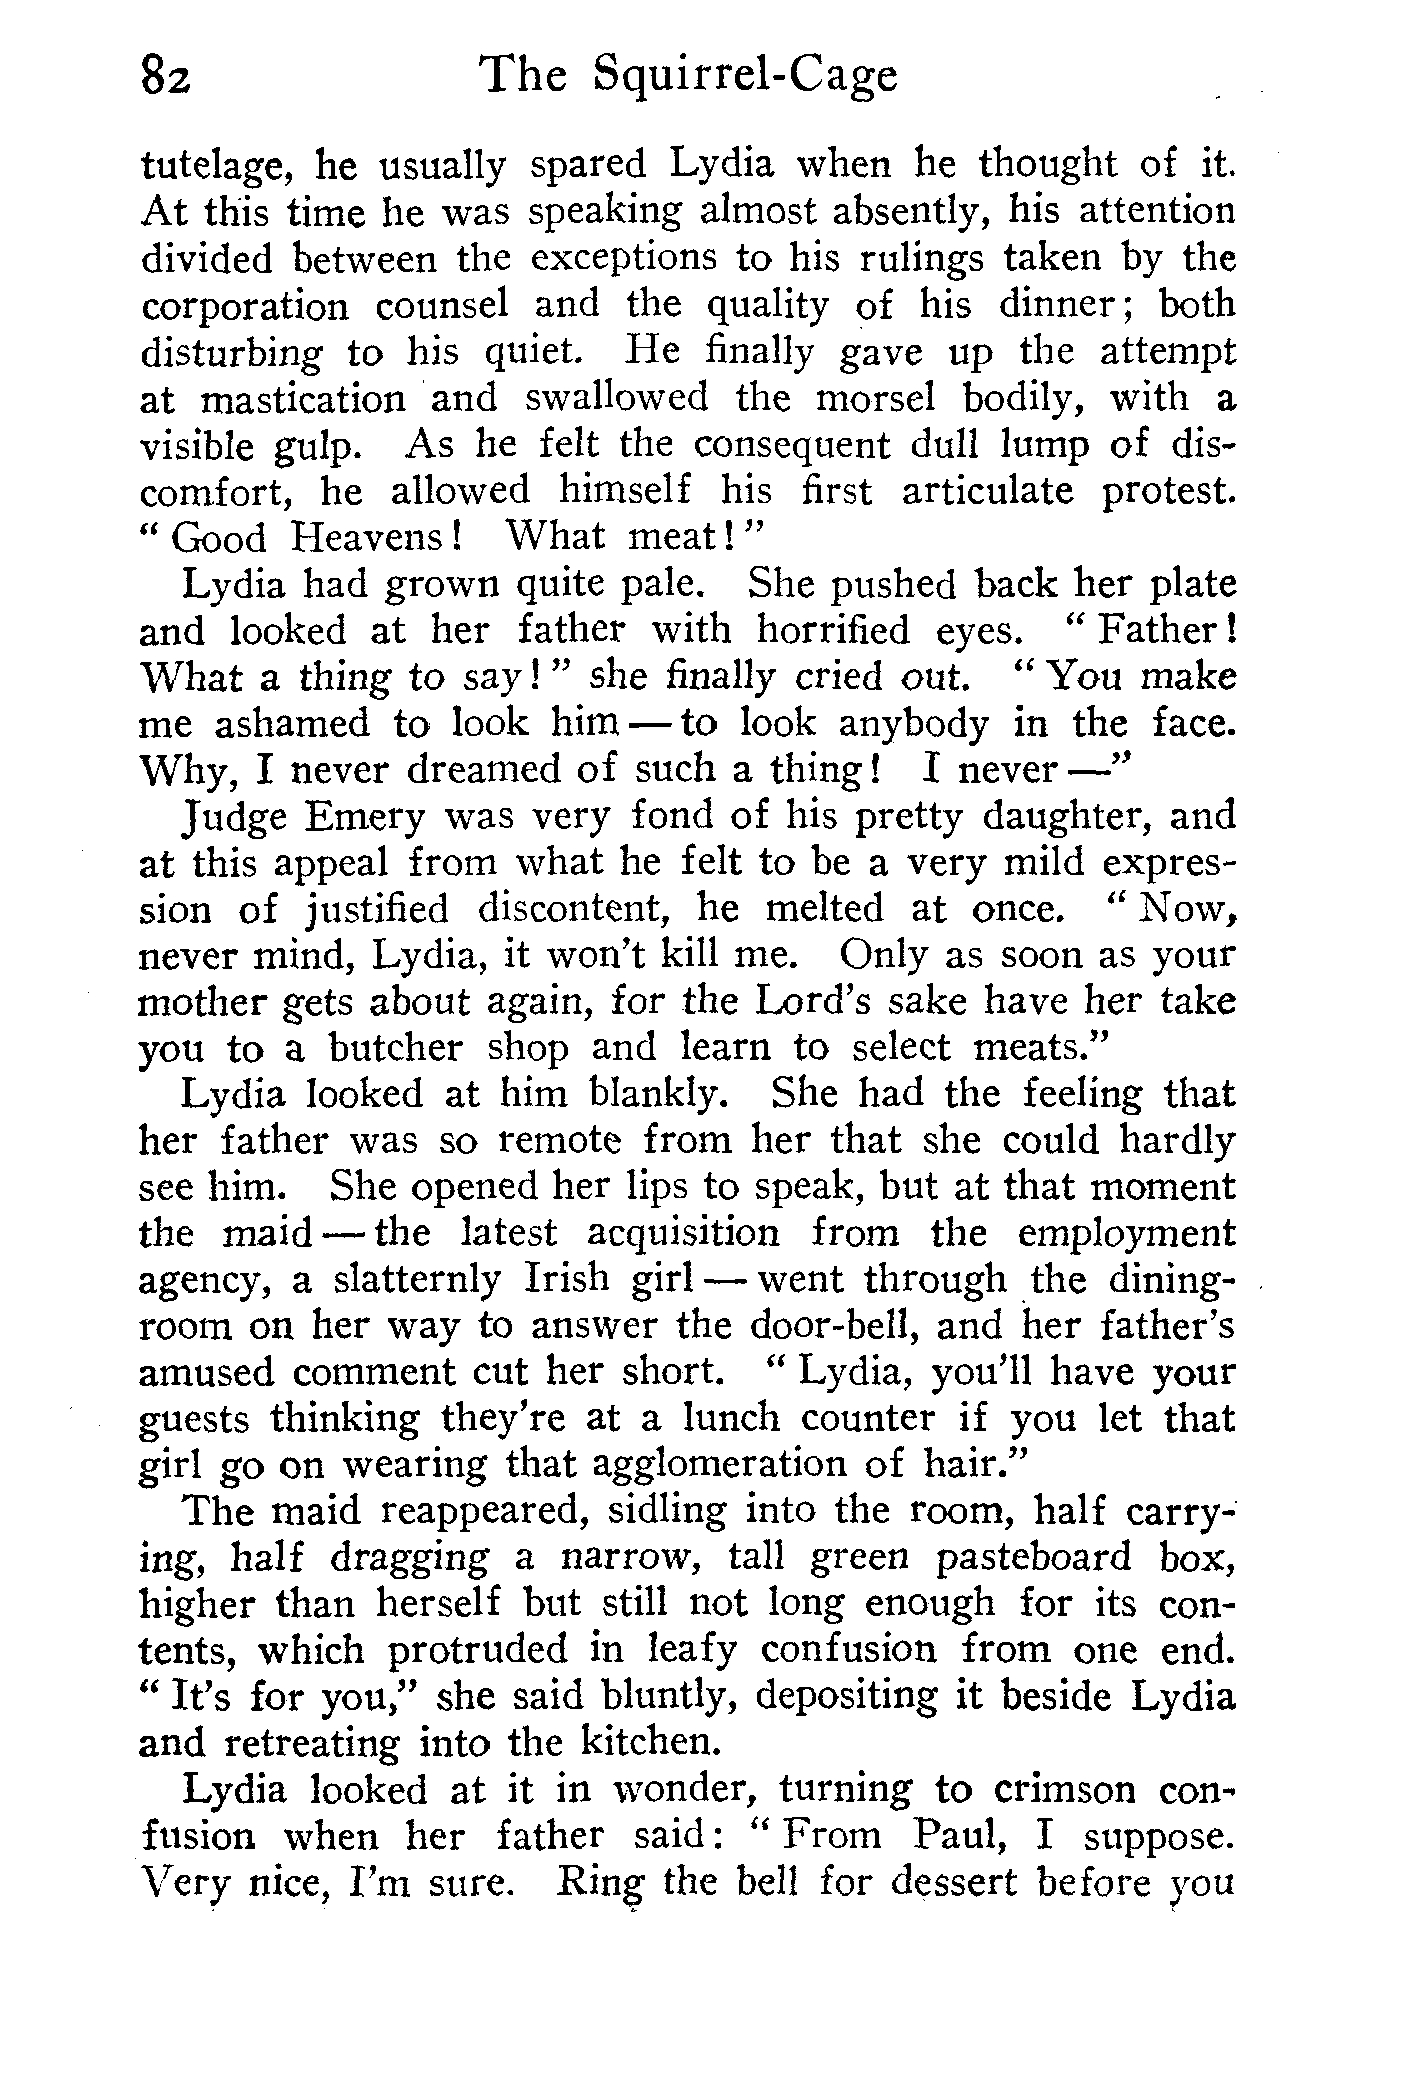 82 The Squirrel-Cage
tutelage, he usually spared Lydia when he thought of it.
At this time he was speaking almost absently, his attention
divided between the exceptions to his rulings taken by the
corporation counsel and the quality of his dinner; both
disturbing to his quiet. He finally gave up the attempt
at mastication and swallowed the morsel bodily, with a
visible gulp. As he felt the consequent dull lump of dis-
comfort, he allowed himself his first articulate protest.
“ Good Heavens! What meat! ”
Lydia had grown quite pale. She pushed back her plate
and looked at her father with horrified eyes. “ Father!
What a thing to say! ” she finally cried out. “ You make
me ashamed to look him — to look anybody in the face.
Why, I never dreamed of such a thing! I never —”
Judge Emery was very fond of his pretty daughter, and
at this appeal from what he felt to be a very mild expres-
sion of justified discontent, he melted at once. “ Now,
never mind, Lydia, it won’t kill me. Only as soon as your
mother gets about again, for the Lord’s sake have her take
you to a butcher shop and learn to select meats.”
Lydia looked at him blankly. She had the feeling that
her father was so remote from her that she could hardly
see him. She opened her lips to speak, but at that moment
the maid — the latest acquisition from the employment
agency, a slatternly Irish girl — went through the dining-
room on her way to answer the door-bell, and her father’s
amused comment cut her short. “ Lydia, you’ll have your
guests thinking they’re at a lunch counter if you let that
girl go on wearing that agglomeration of hair.”
The maid reappeared, sidling into the room, half carry-
ing, half dragging a narrow, tall green pasteboard box,
higher than herself but still not long enough for its con-
tents, which protruded in leafy confusion from one end.
“ It’s for you,” she said bluntly, depositing it beside Lydia
and retreating into the kitchen.
Lydia looked at it in wonder, turning to crimson con-
fusion when her father said: “ From Paul, I suppose.
Very nice, I’m sure. Ring the bell for dessert before you